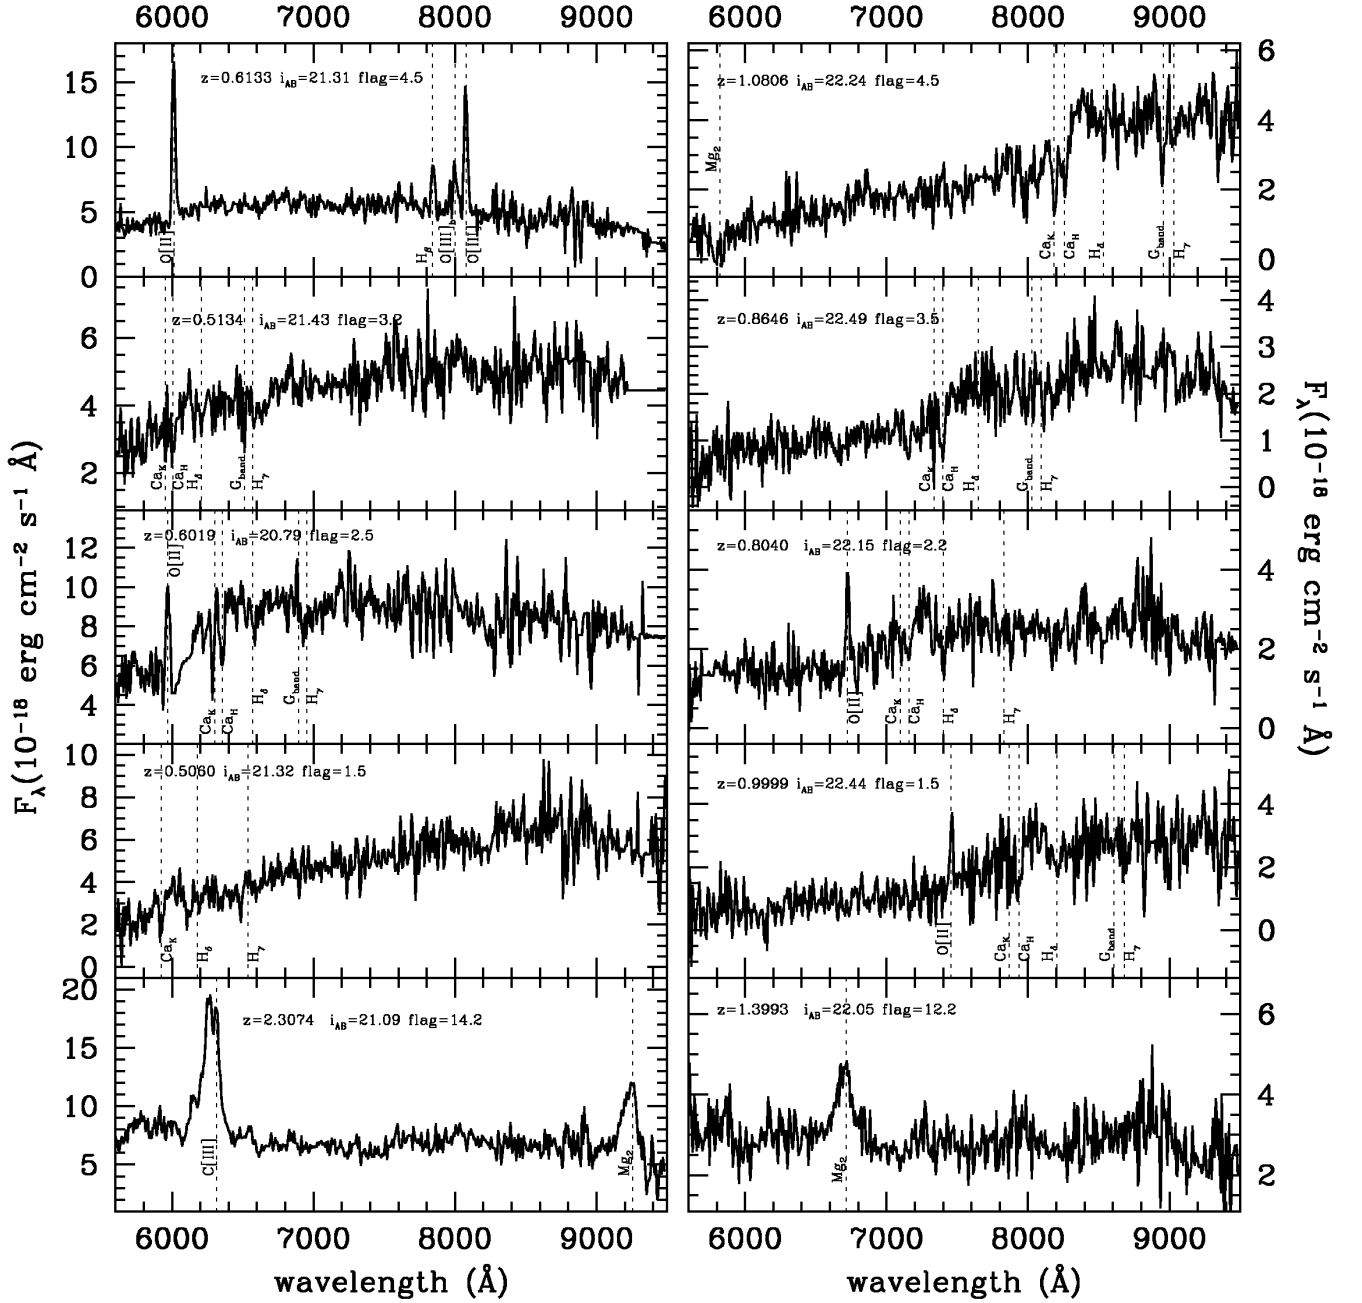 6000 7000 8000 9000
6000 7000 8000 9000
z=0.6133 i_AB=21.31 flag=4.5
15
10
5
0
O[II]
H_β
O[III]_b
O[III]
z=1.0806 i_AB=22.24 flag=4.5
Mg₂
Ca_K
Ca_H
H_δ
G_band
H_γ
6
4
2
0
z=0.5134 i_AB=21.43 flag=3.2
6
4
2
Ca_K
Ca_H
H_δ
G_band
H_γ
z=0.8646 i_AB=22.49 flag=3.5
Ca_K
Ca_H
H_δ
G_band
H_γ
4
3
2
1
0
z=0.6019 i_AB=20.79 flag=2.5
12
10
8
6
4
O[II]
Ca_K
Ca_H
H_δ
G_band
H_γ
z=0.8040 i_AB=22.15 flag=2.2
O[II]
Ca_K
Ca_H
H_δ
H_γ
4
2
0
z=0.5060 i_AB=21.32 flag=1.5
10
8
6
4
2
0
Ca_K
H_δ
H_γ
z=0.9999 i_AB=22.44 flag=1.5
O[II]
Ca_K
Ca_H
H_δ
G_band
H_γ
4
2
0
z=2.3074 i_AB=21.09 flag=14.2
20
15
10
5
C[III]
Mg₂
z=1.3993 i_AB=22.05 flag=12.2
Mg₂
6
4
2
6000 7000 8000 9000
6000 7000 8000 9000
wavelength (Å)
wavelength (Å)
F_λ(10⁻¹⁸ erg cm⁻² s⁻¹ Å)
F_λ(10⁻¹⁸ erg cm⁻² s⁻¹ Å)